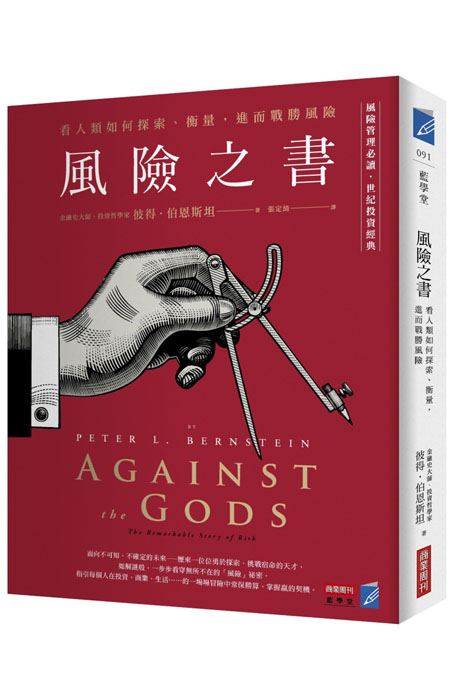 看人類如何探索、衡量，進而戰勝風險
風險之書
金融史大師、投資哲學家 彼得・伯恩斯坦 著 張定綺 譯
風險管理必讀，世紀投資經典
BY
PETER L. BERNSTEIN
AGAINST
the GODS
The Remarkable Story of Risk
面向不可知、不確定的未來—歷來一位位勇於探索、挑戰宿命的天才，
如解謎般，一步步看穿無所不在的「風險」祕密，
指引每個人在投資、商業、生活……的一場場冒險中常保勝算、掌握贏的契機。
商業周刊
藍學堂
091
藍學堂
風險之書
看人類如何探索、衡量，
進而戰勝風險
金融史大師、投資哲學家
彼得・伯恩斯坦 著
商業周刊